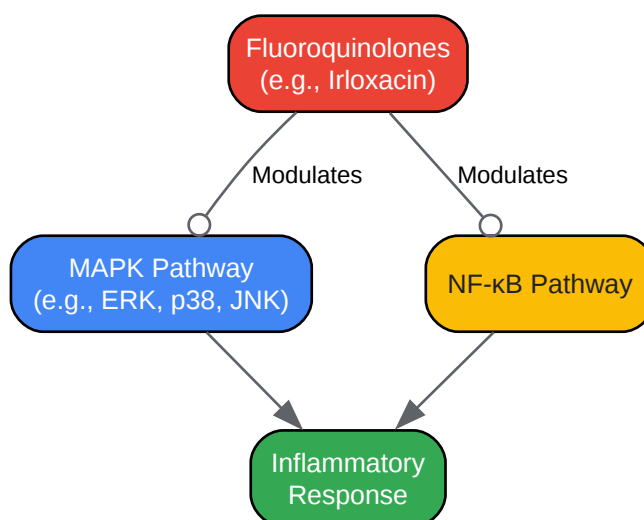 Fluoroquinolones
(e.g., Irloxacin)
Modulates
Modulates
MAPK Pathway
(e.g., ERK, p38, JNK)
NF-κB Pathway
Inflammatory
Response